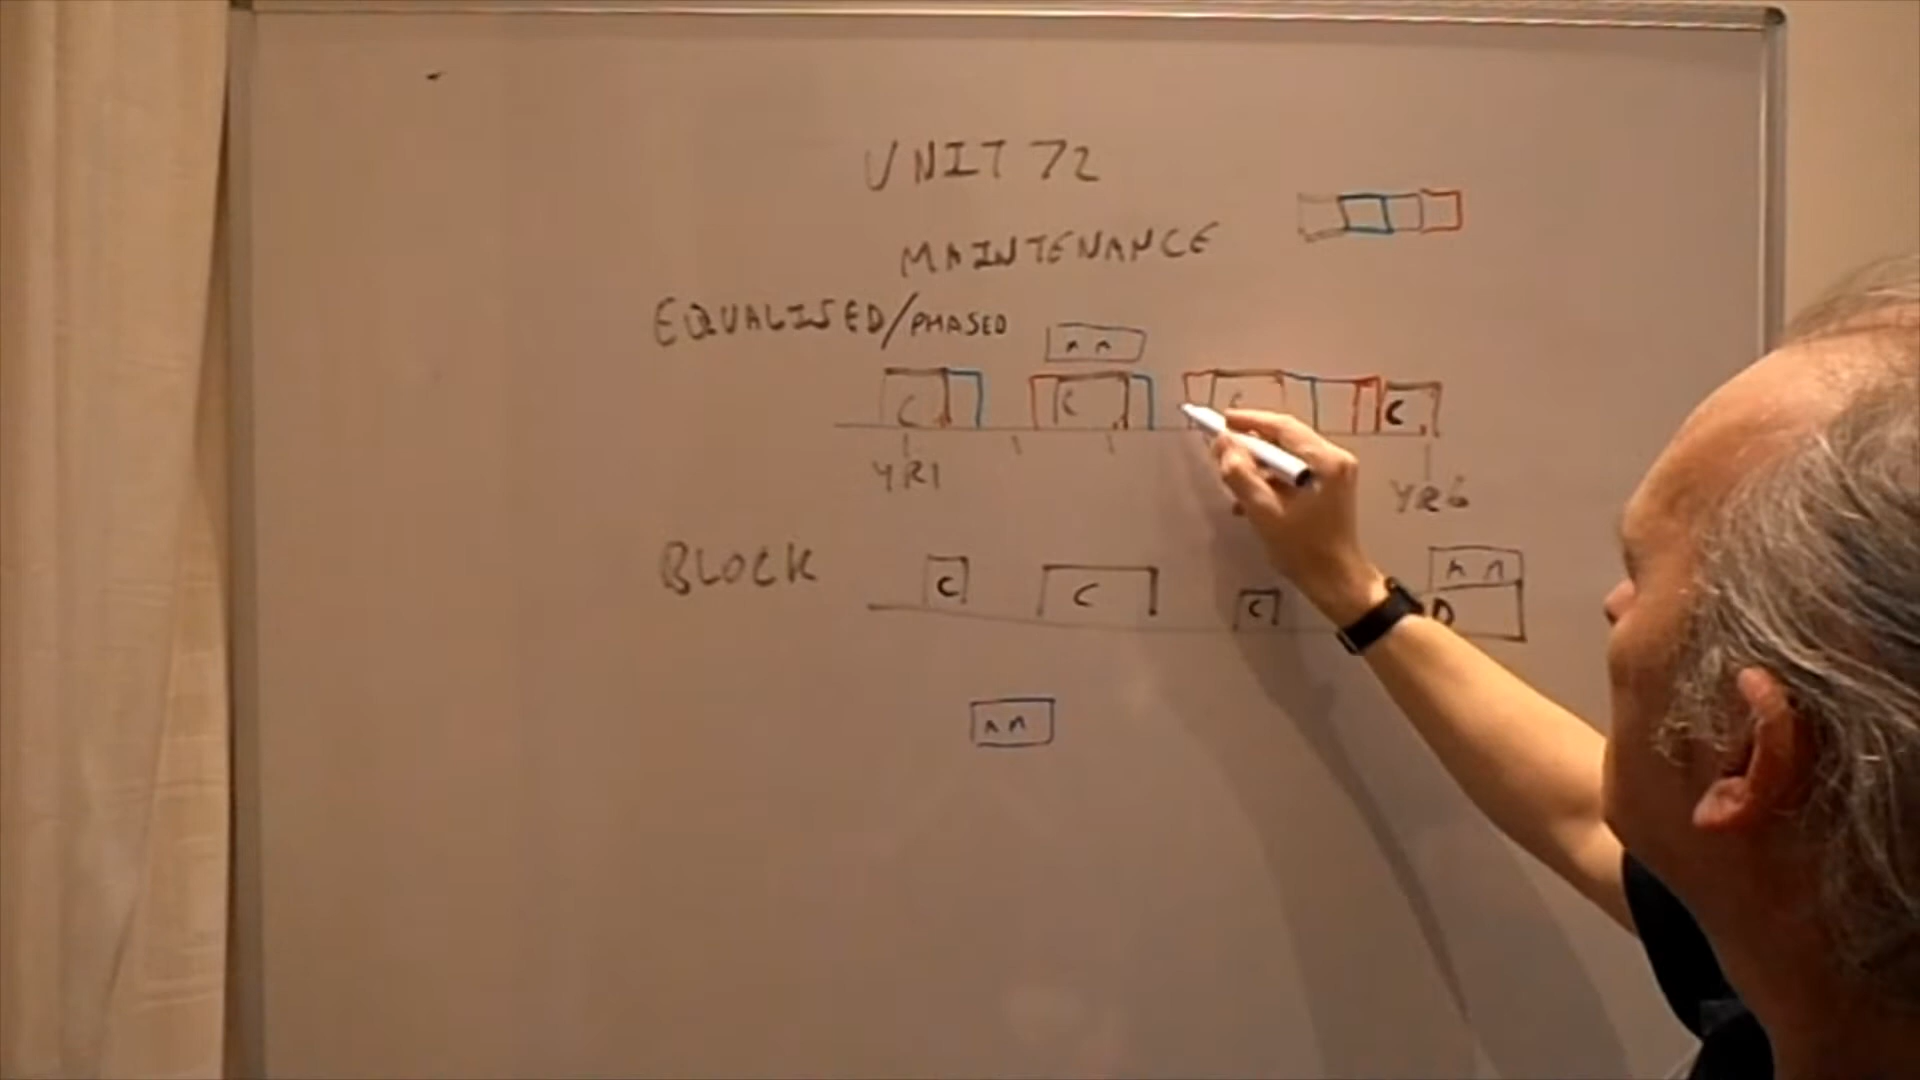 UNIT 72
MAINTENANCE
EQUALISED/PHASED
C C C C
YR1 YR6
BLOCK
C C C D